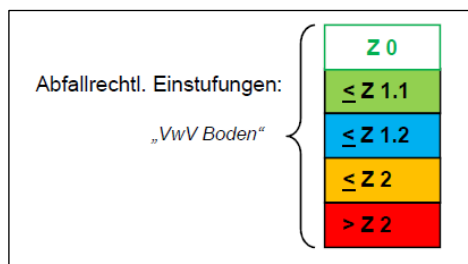 Z 0
Abfallrechtl. Einstufungen:
≤ Z 1.1
„VwV Boden“
≤ Z 1.2
≤ Z 2
> Z 2